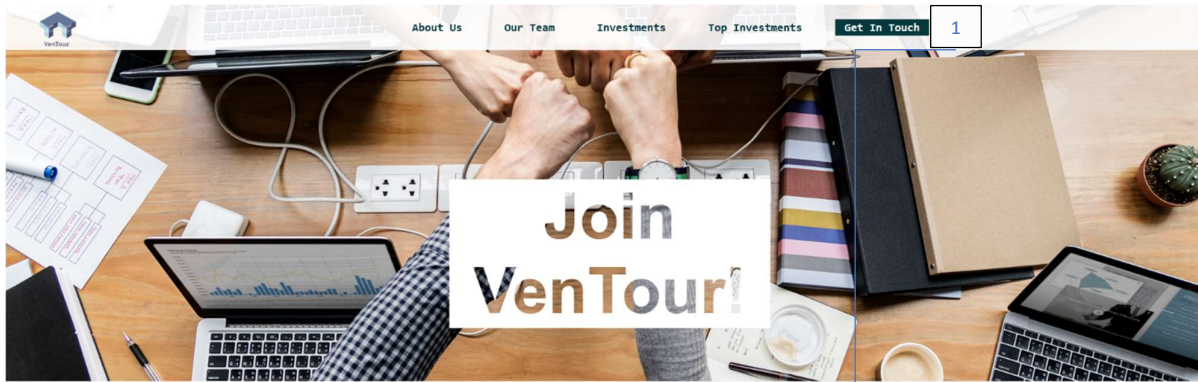 VenTour
About Us
Our Team
Investments
Top Investments
Get In Touch
1
Join
VenTour!